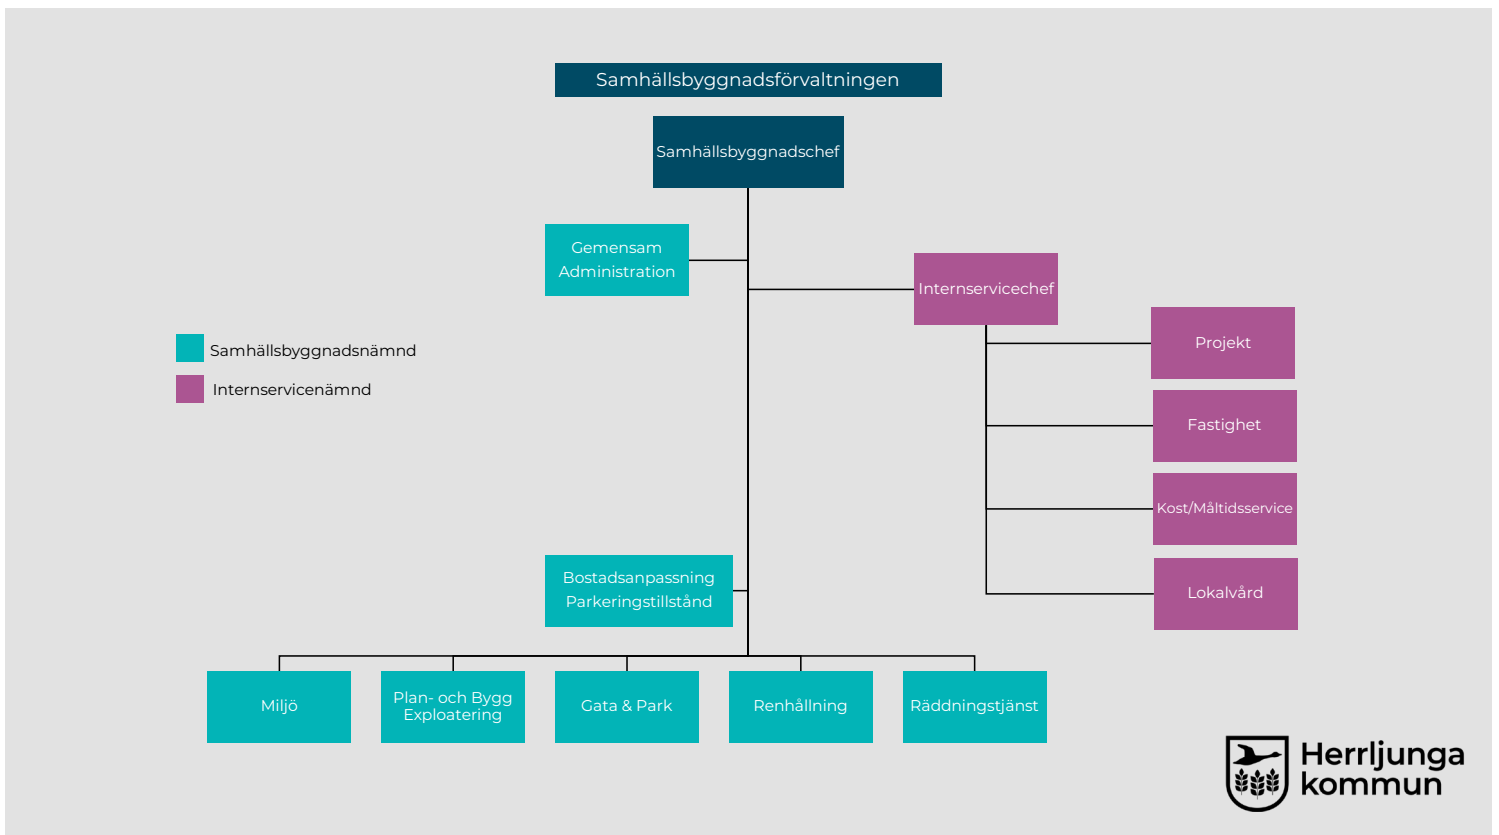 Samhällsbyggnadsförvaltningen
Samhällsbyggnadschef
Gemensam
Administration
Internservicechef
Projekt
Samhällsbyggnadsnämnd
Internservicenämnd
Fastighet
Kost/Måltidsservice
Bostadsanpassning
Parkeringstillstånd
Lokalvård
Miljö
Plan- och Bygg
Exploatering
Gata & Park
Renhållning
Räddningstjänst
Herrljunga
kommun